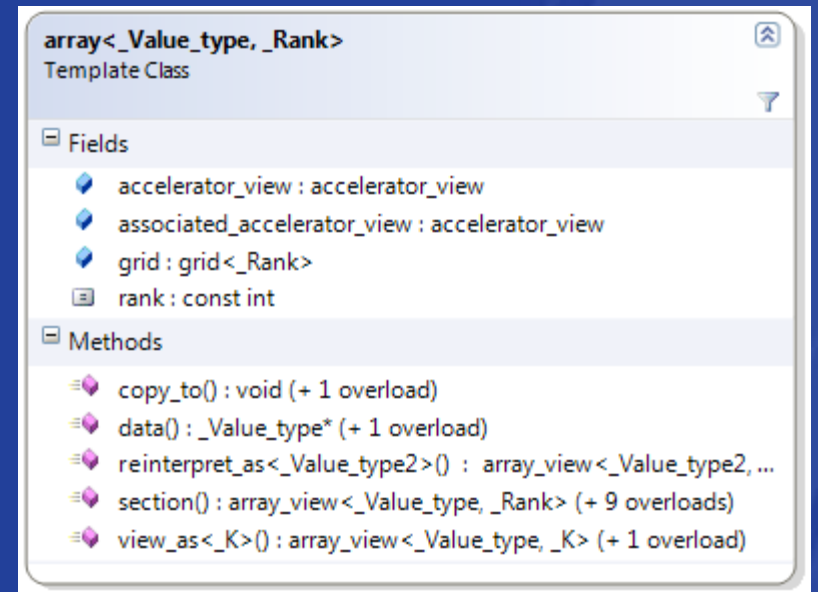 array<_Value_type, _Rank>
Template Class
Fields
accelerator_view : accelerator_view
associated_accelerator_view : accelerator_view
grid : grid<_Rank>
rank : const int
Methods
copy_to() : void (+ 1 overload)
data() : _Value_type* (+ 1 overload)
reinterpret_as<_Value_type2>() : array_view<_Value_type2, ...
section() : array_view<_Value_type, _Rank> (+ 9 overloads)
view_as<_K>() : array_view<_Value_type, _K> (+ 1 overload)